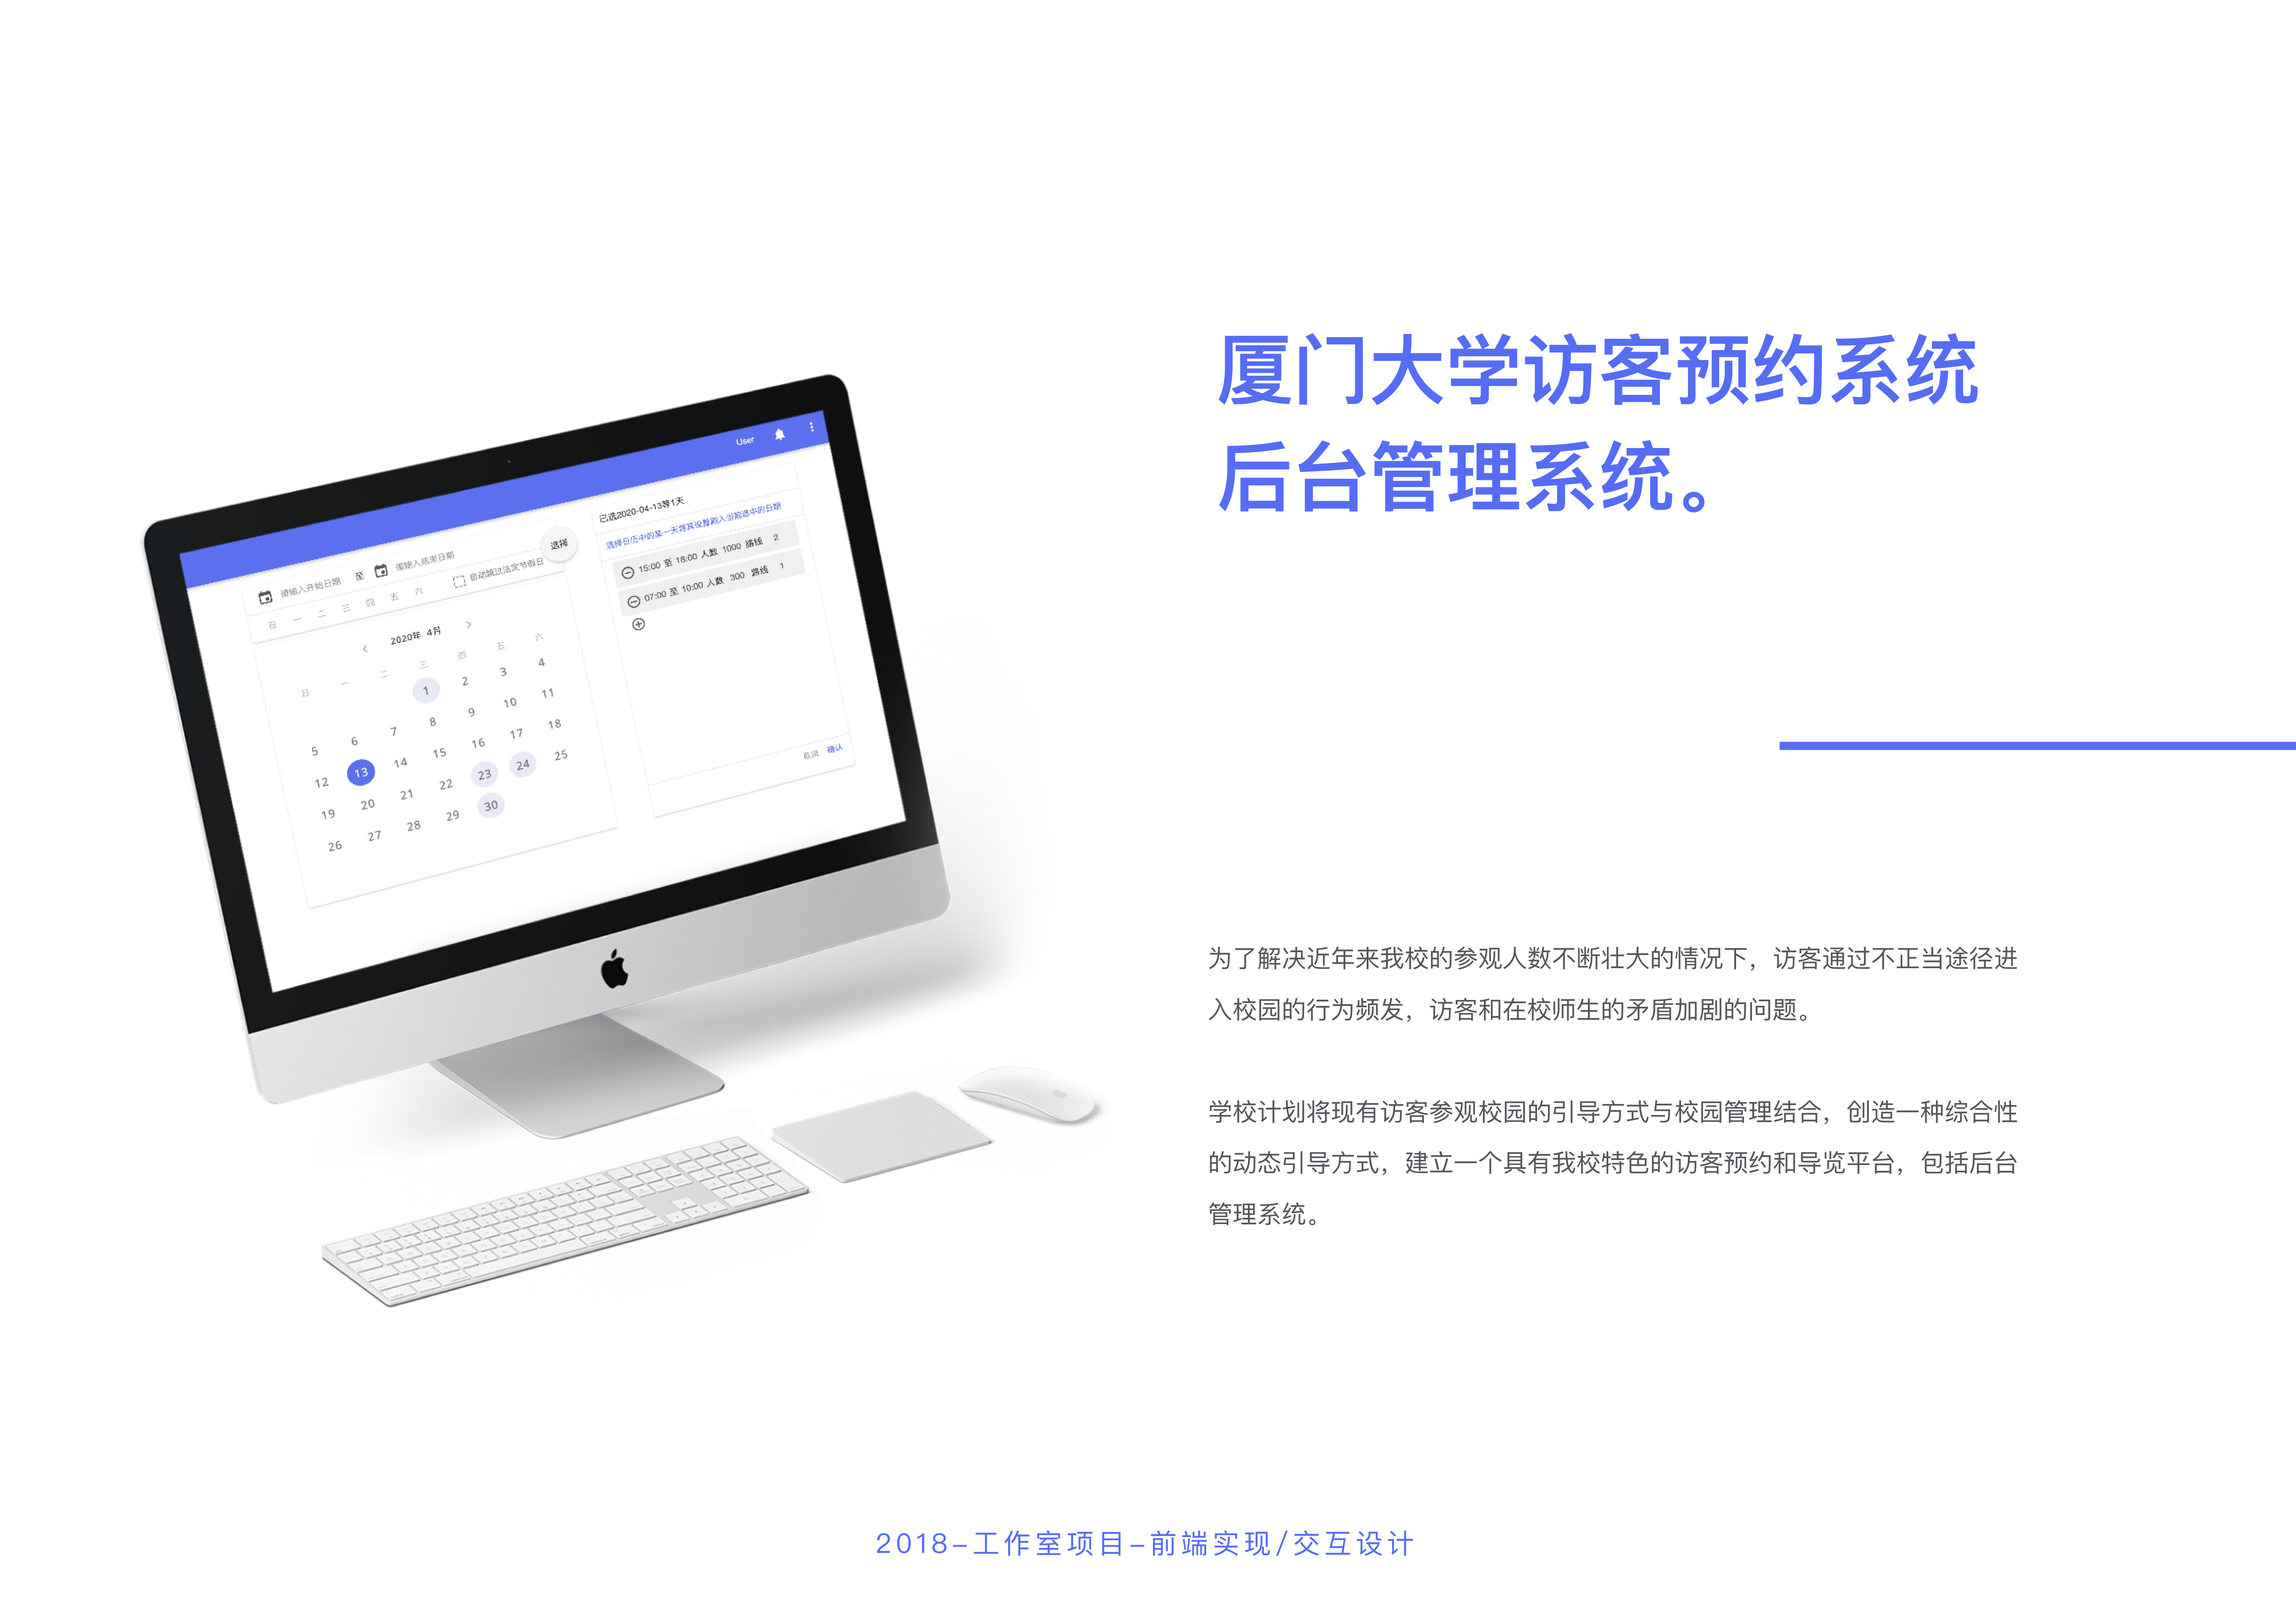 厦门大学访客预约系统
后台管理系统。
User
请输入开始日期 至 请输入结束日期
选择
日 一 二 三 四 五 六 自动跳过法定节假日
2020年 4月
日 一 二 三 四 五 六
1 2 3 4
5 6 7 8 9 10 11
12 13 14 15 16 17 18
19 20 21 22 23 24 25
26 27 28 29 30
已选2020-04-13等1天
选择日历中的某一天将其设置刷入当前选中的日期
15:00 至 18:00 人数 1000 路线 2
07:00 至 10:00 人数 300 路线 1
取消 确认
为了解决近年来我校的参观人数不断壮大的情况下，访客通过不正当途径进
入校园的行为频发，访客和在校师生的矛盾加剧的问题。
学校计划将现有访客参观校园的引导方式与校园管理结合，创造一种综合性
的动态引导方式，建立一个具有我校特色的访客预约和导览平台，包括后台
管理系统。
2018-工作室项目-前端实现/交互设计